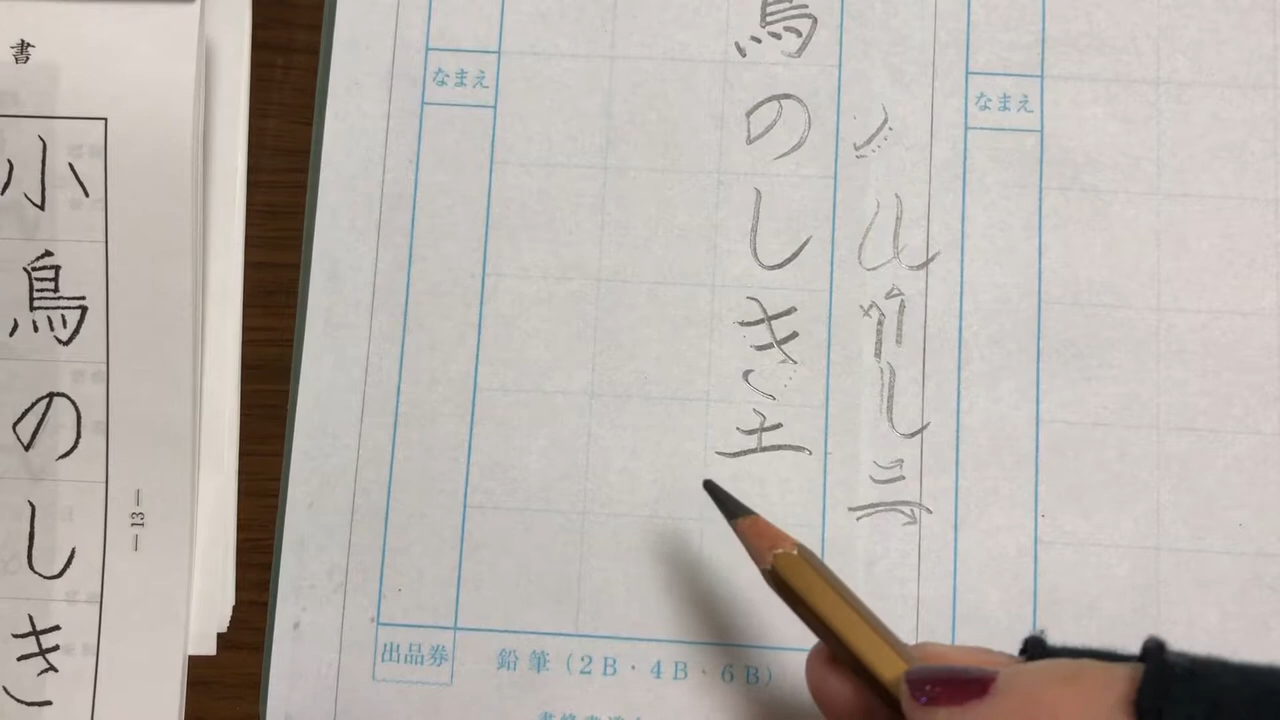 書
小鳥のしき
— 13 —
なまえ
鳥のしき土
なまえ
出品券
鉛筆(2B・4B・6B)